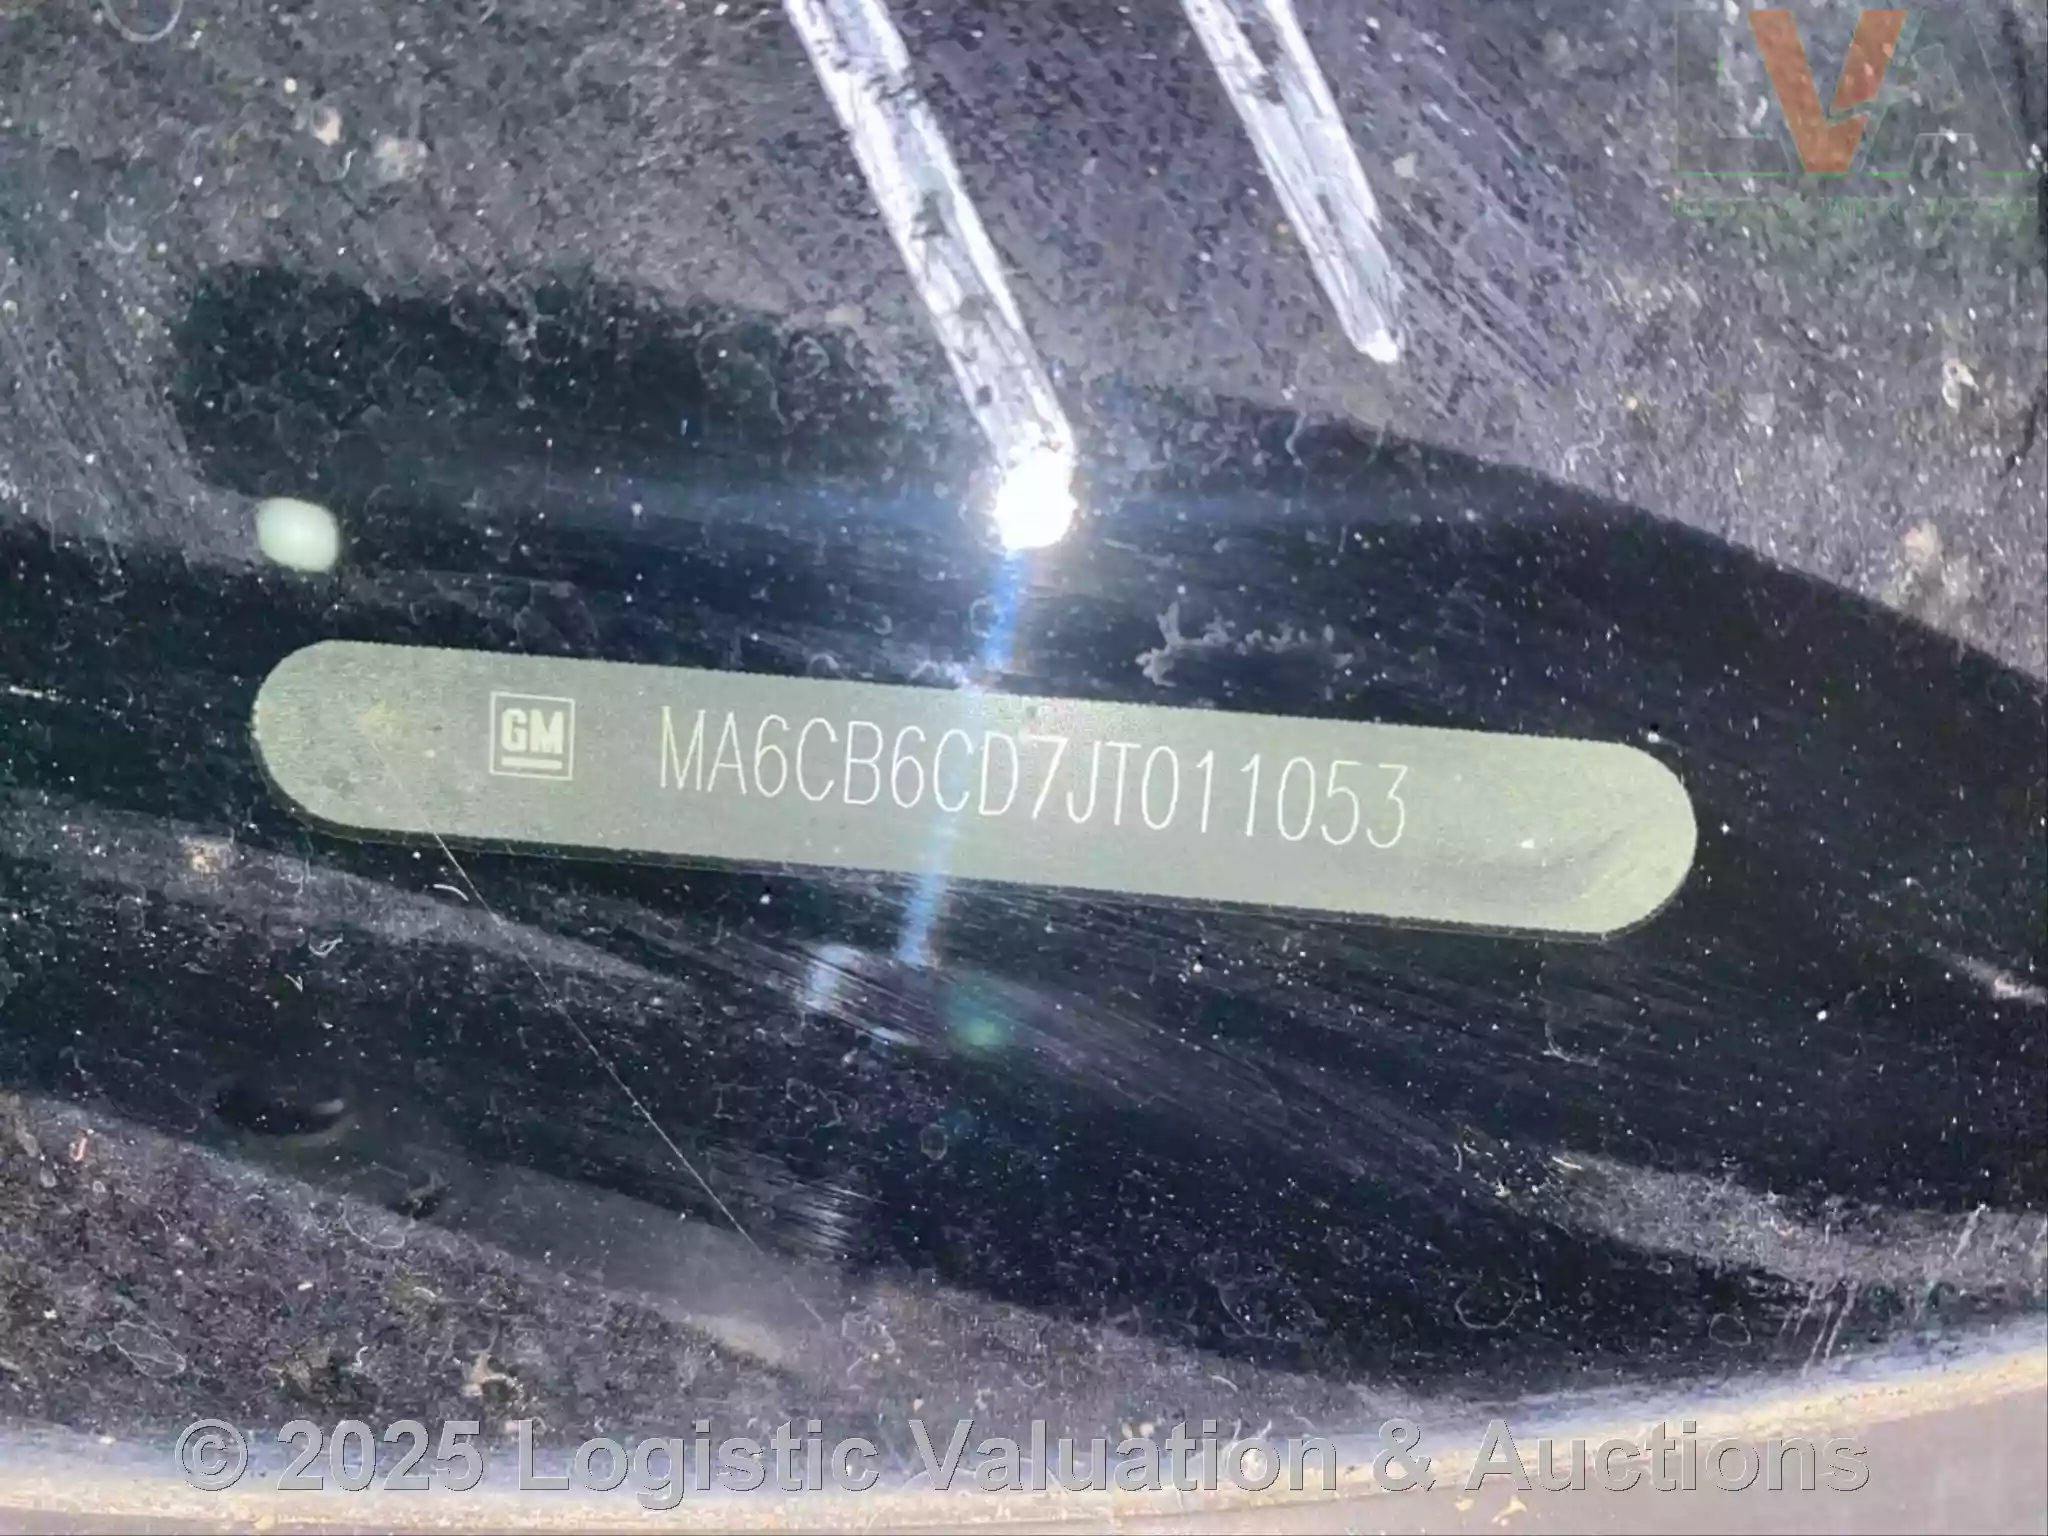 GM MA6CB6CD7JT011053
© 2025 Logistic Valuation & Auctions